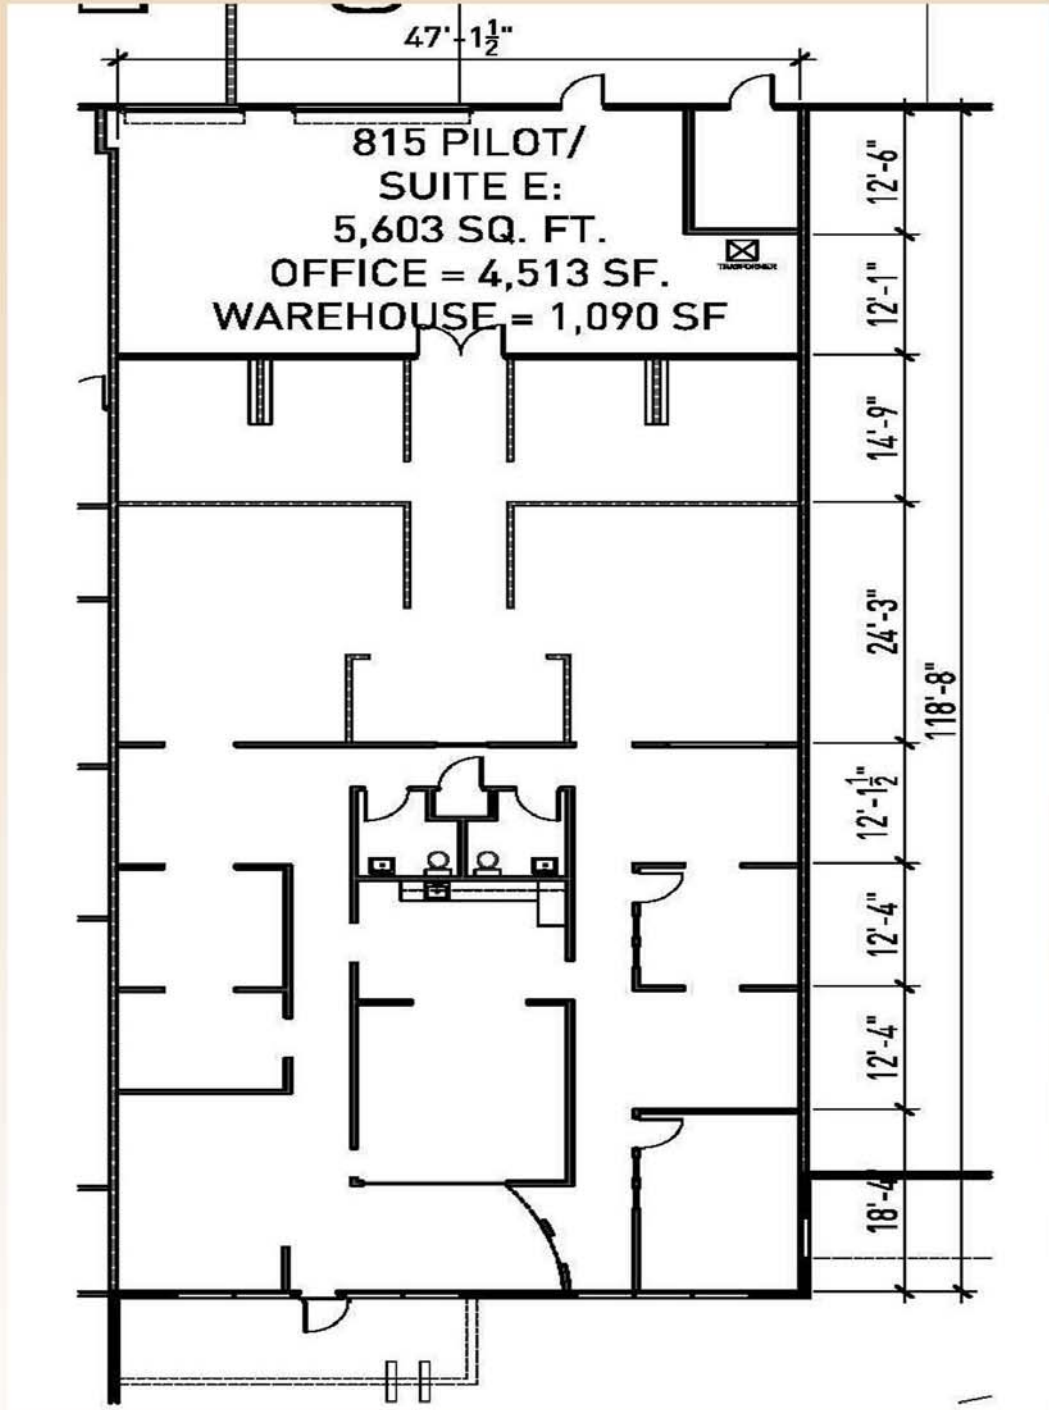 47'-1½"
815 PILOT/
SUITE E:
5,603 SQ. FT.
OFFICE = 4,513 SF.
WAREHOUSE = 1,090 SF
TRASFORMER
12'-6"
12'-1"
14'-9"
24'-3"
118'-8"
12'-1½"
12'-4"
12'-4"
18'-4